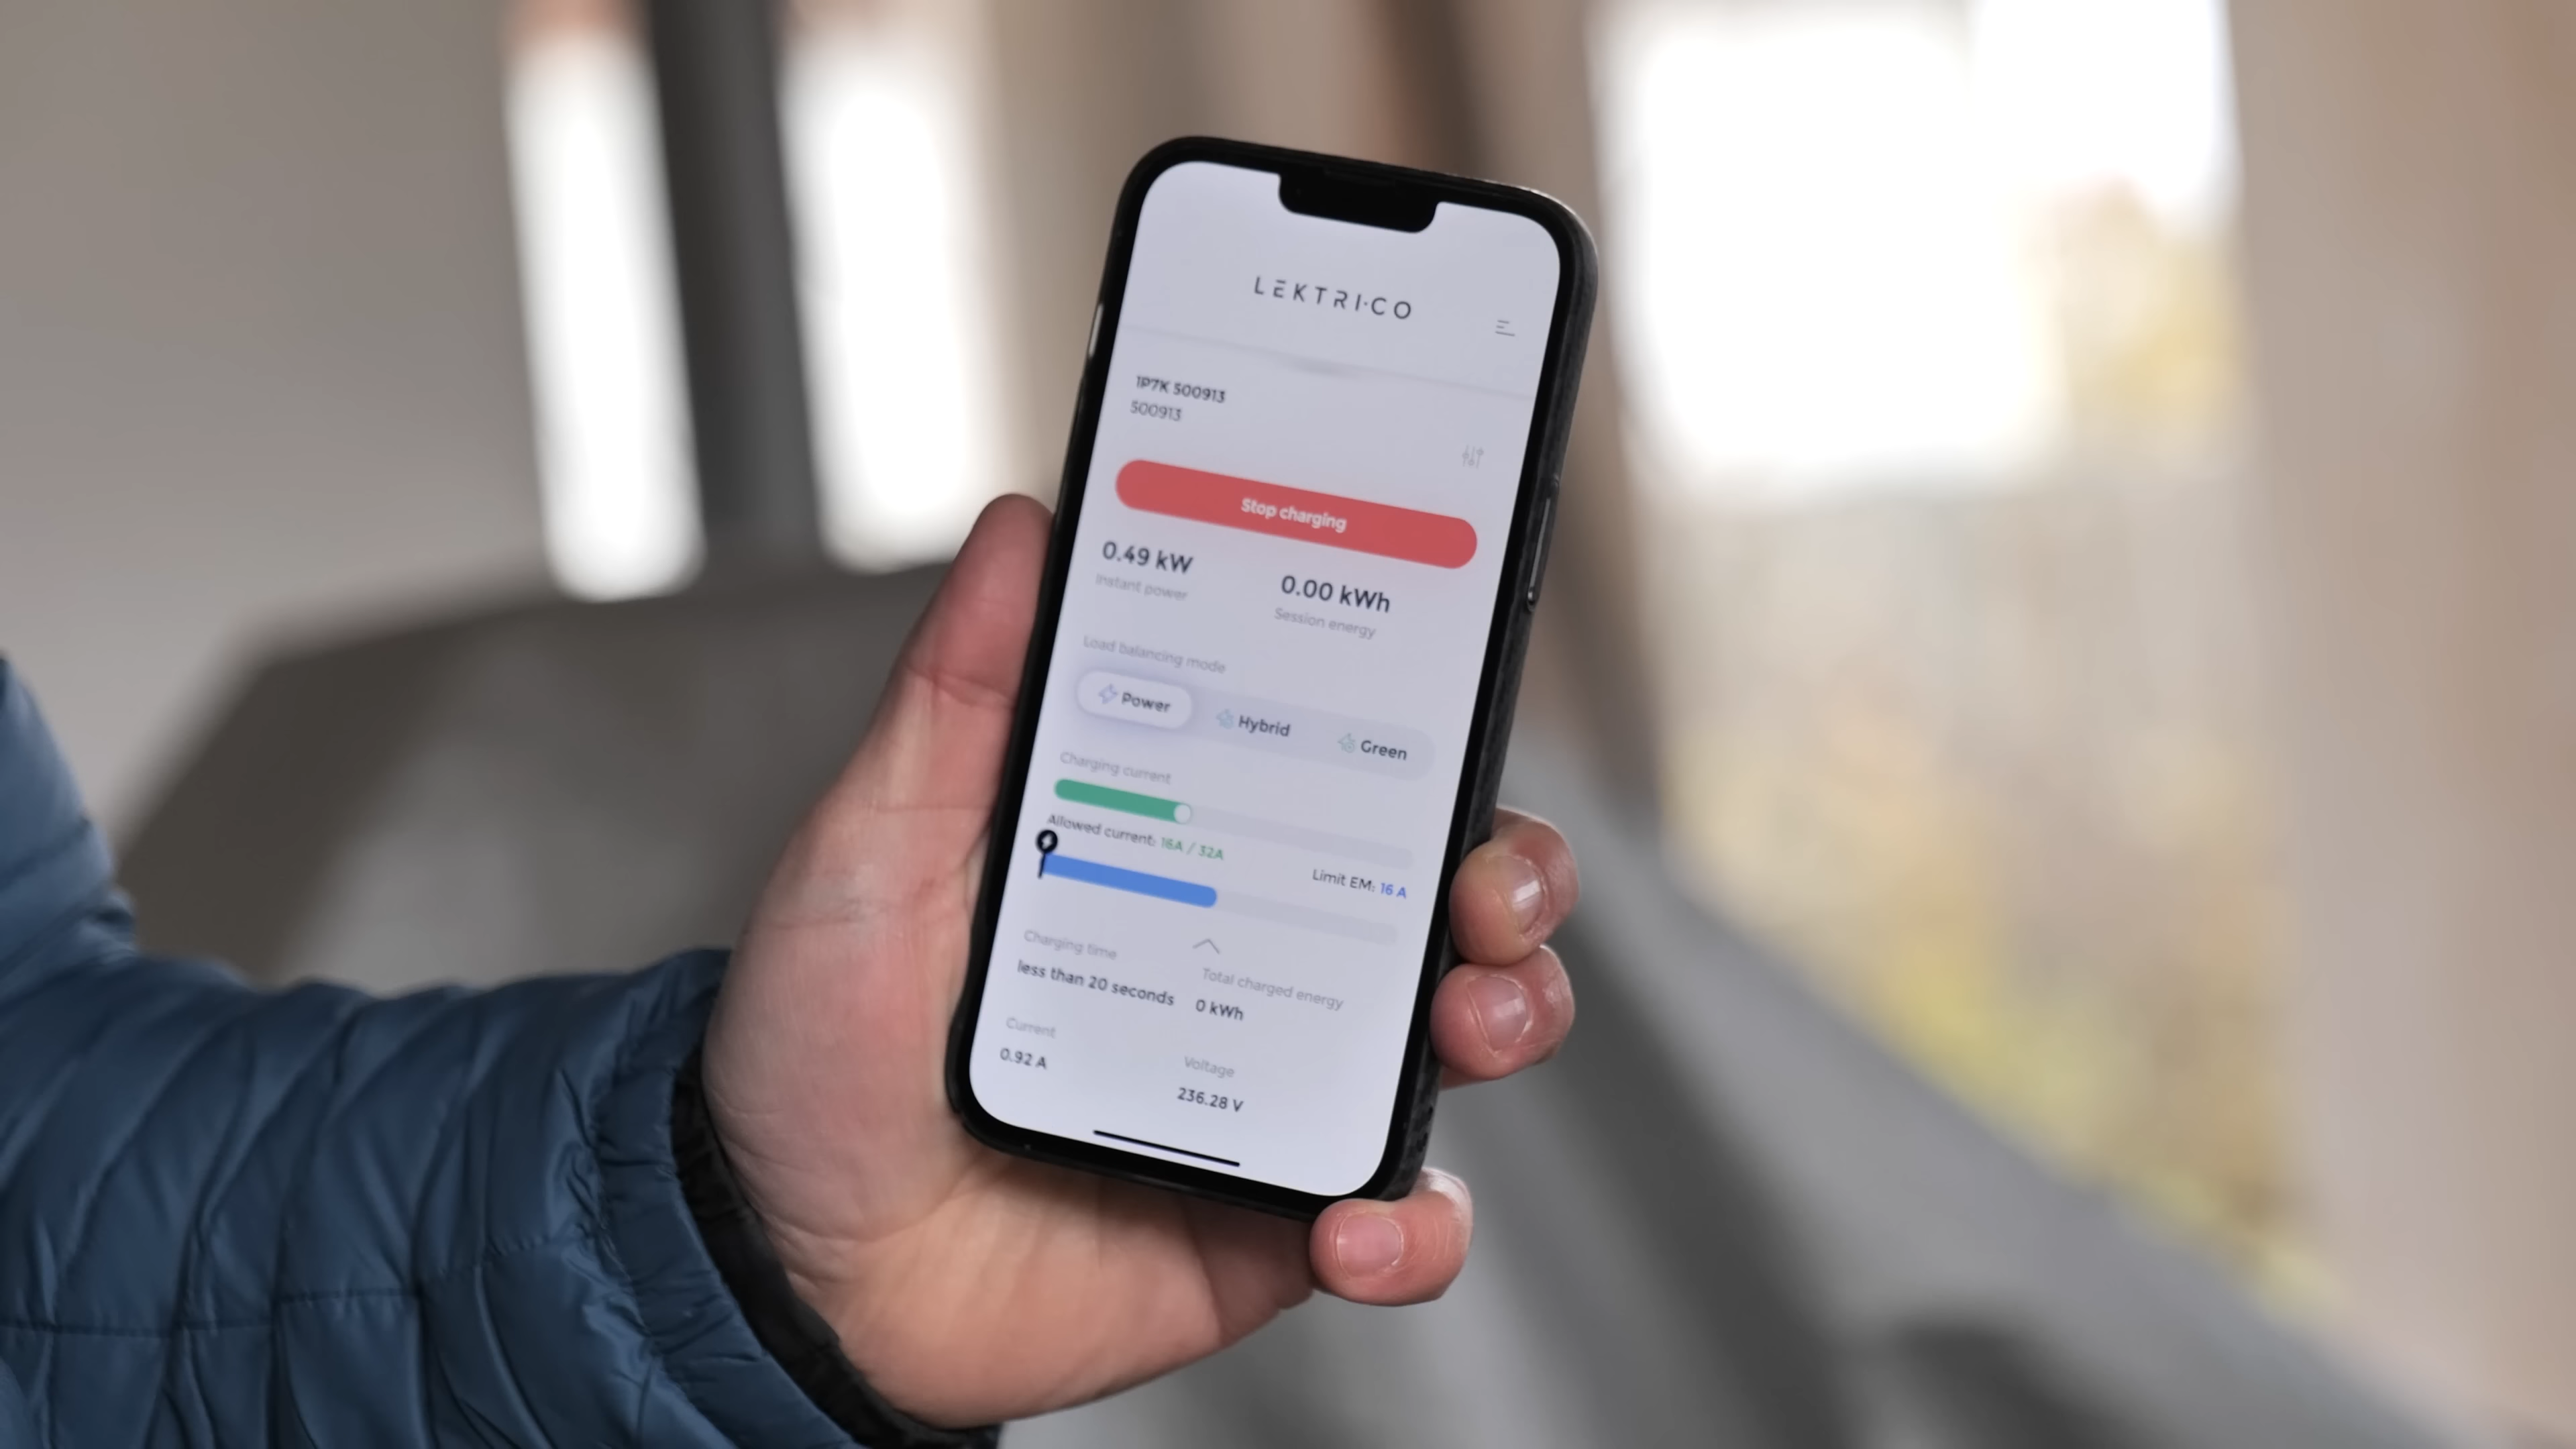 LEKTRI·CO
1P7K 500913
500913
Stop charging
0.49 kW
Instant power
0.00 kWh
Session energy
Load balancing mode
Power
Hybrid
Green
Charging current
Allowed current: 16A / 32A
Limit EM: 16 A
Charging time
less than 20 seconds
Total charged energy
0 kWh
Current
0.92 A
Voltage
236.28 V